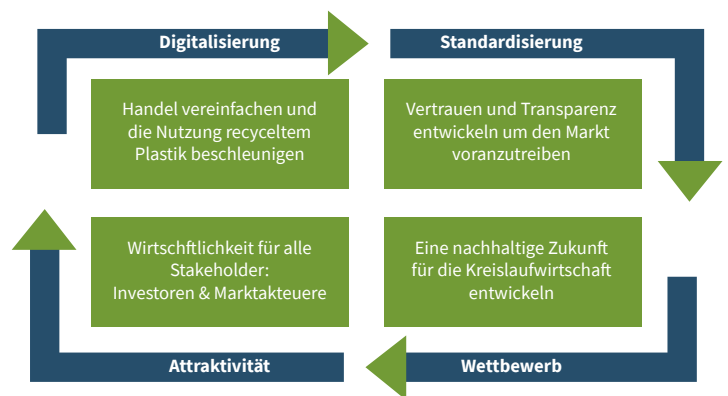 Digitalisierung
Standardisierung
Handel vereinfachen und
die Nutzung recyceltem
Plastik beschleunigen
Vertrauen und Transparenz
entwickeln um den Markt
voranzutreiben
Wirtschftlichkeit für alle
Stakeholder:
Investoren & Marktakteuere
Eine nachhaltige Zukunft
für die Kreislaufwirtschaft
entwickeln
Attraktivität
Wettbewerb